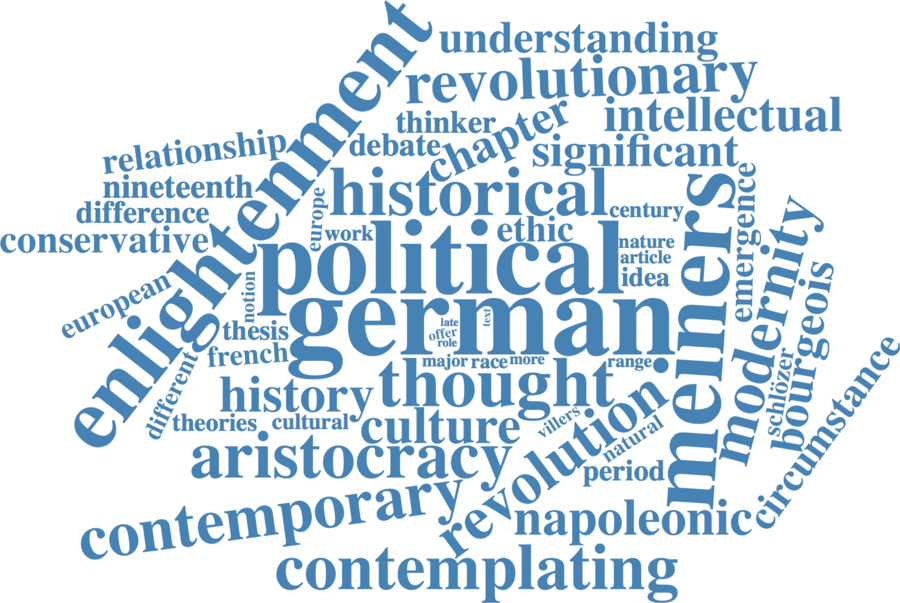 enlightenment
understanding
revolutionary
intellectual
thinker
chapter
debate
significant
relationship
nineteenth
difference
conservative
historical
europe
work
ethic
century
emergence
meiners
modernity
political
nature
article
idea
european
notion
german
late
offer
role
text
thesis
french
different
major
race
more
range
bourgeois
schlözer
circumstance
history
thought
theories
cultural
culture
villers
natural
revolution
aristocracy
period
contemporary
napoleonic
contemplating